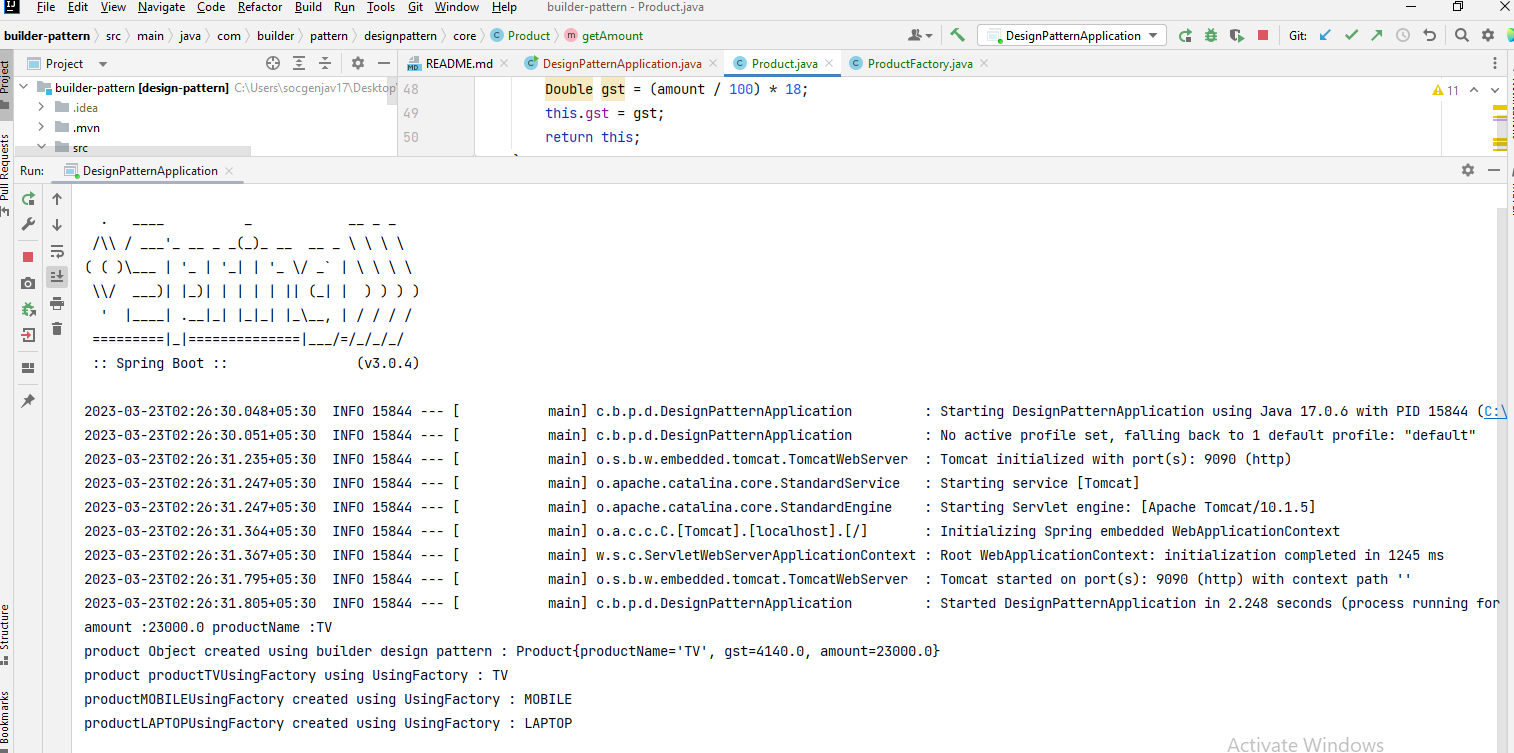 File Edit View Navigate Code Refactor Build Run Tools Git Window Help builder-pattern - Product.java
builder-pattern src main java com builder pattern designpattern core Product getAmount DesignPatternApplication Git:
Project README.md DesignPatternApplication.java Product.java ProductFactory.java
Project
builder-pattern [design-pattern] C:\Users\socgenjav17\Desktop
.idea
.mvn
src
48 Double gst = (amount / 100) * 18;
49 this.gst = gst;
50 return this;
11
Pull Requests
Run: DesignPatternApplication
  .   ____          _            __ _ _
 /\\ / ___'_ __ _ _(_)_ __  __ _ \ \ \ \
( ( )\___ | '_ | '_| | '_ \/ _` | \ \ \ \
 \\/  ___)| |_)| | | | | || (_| |  ) ) ) )
  '  |____| .__|_| |_|_| |_\__, | / / / /
 =========|_|==============|___/=/_/_/_/
 :: Spring Boot ::                (v3.0.4)
2023-03-23T02:26:30.048+05:30  INFO 15844 --- [           main] c.b.p.d.DesignPatternApplication         : Starting DesignPatternApplication using Java 17.0.6 with PID 15844 (C:\
2023-03-23T02:26:30.051+05:30  INFO 15844 --- [           main] c.b.p.d.DesignPatternApplication         : No active profile set, falling back to 1 default profile: "default"
2023-03-23T02:26:31.235+05:30  INFO 15844 --- [           main] o.s.b.w.embedded.tomcat.TomcatWebServer  : Tomcat initialized with port(s): 9090 (http)
2023-03-23T02:26:31.247+05:30  INFO 15844 --- [           main] o.apache.catalina.core.StandardService   : Starting service [Tomcat]
2023-03-23T02:26:31.247+05:30  INFO 15844 --- [           main] o.apache.catalina.core.StandardEngine    : Starting Servlet engine: [Apache Tomcat/10.1.5]
2023-03-23T02:26:31.364+05:30  INFO 15844 --- [           main] o.a.c.c.C.[Tomcat].[localhost].[/]       : Initializing Spring embedded WebApplicationContext
2023-03-23T02:26:31.367+05:30  INFO 15844 --- [           main] w.s.c.ServletWebServerApplicationContext : Root WebApplicationContext: initialization completed in 1245 ms
2023-03-23T02:26:31.795+05:30  INFO 15844 --- [           main] o.s.b.w.embedded.tomcat.TomcatWebServer  : Tomcat started on port(s): 9090 (http) with context path ''
2023-03-23T02:26:31.805+05:30  INFO 15844 --- [           main] c.b.p.d.DesignPatternApplication         : Started DesignPatternApplication in 2.248 seconds (process running for
amount :23000.0 productName :TV
product Object created using builder design pattern : Product{productName='TV', gst=4140.0, amount=23000.0}
product productTVUsingFactory using UsingFactory : TV
productMOBILEUsingFactory created using UsingFactory : MOBILE
productLAPTOPUsingFactory created using UsingFactory : LAPTOP
Structure
Bookmarks
Activate Windows